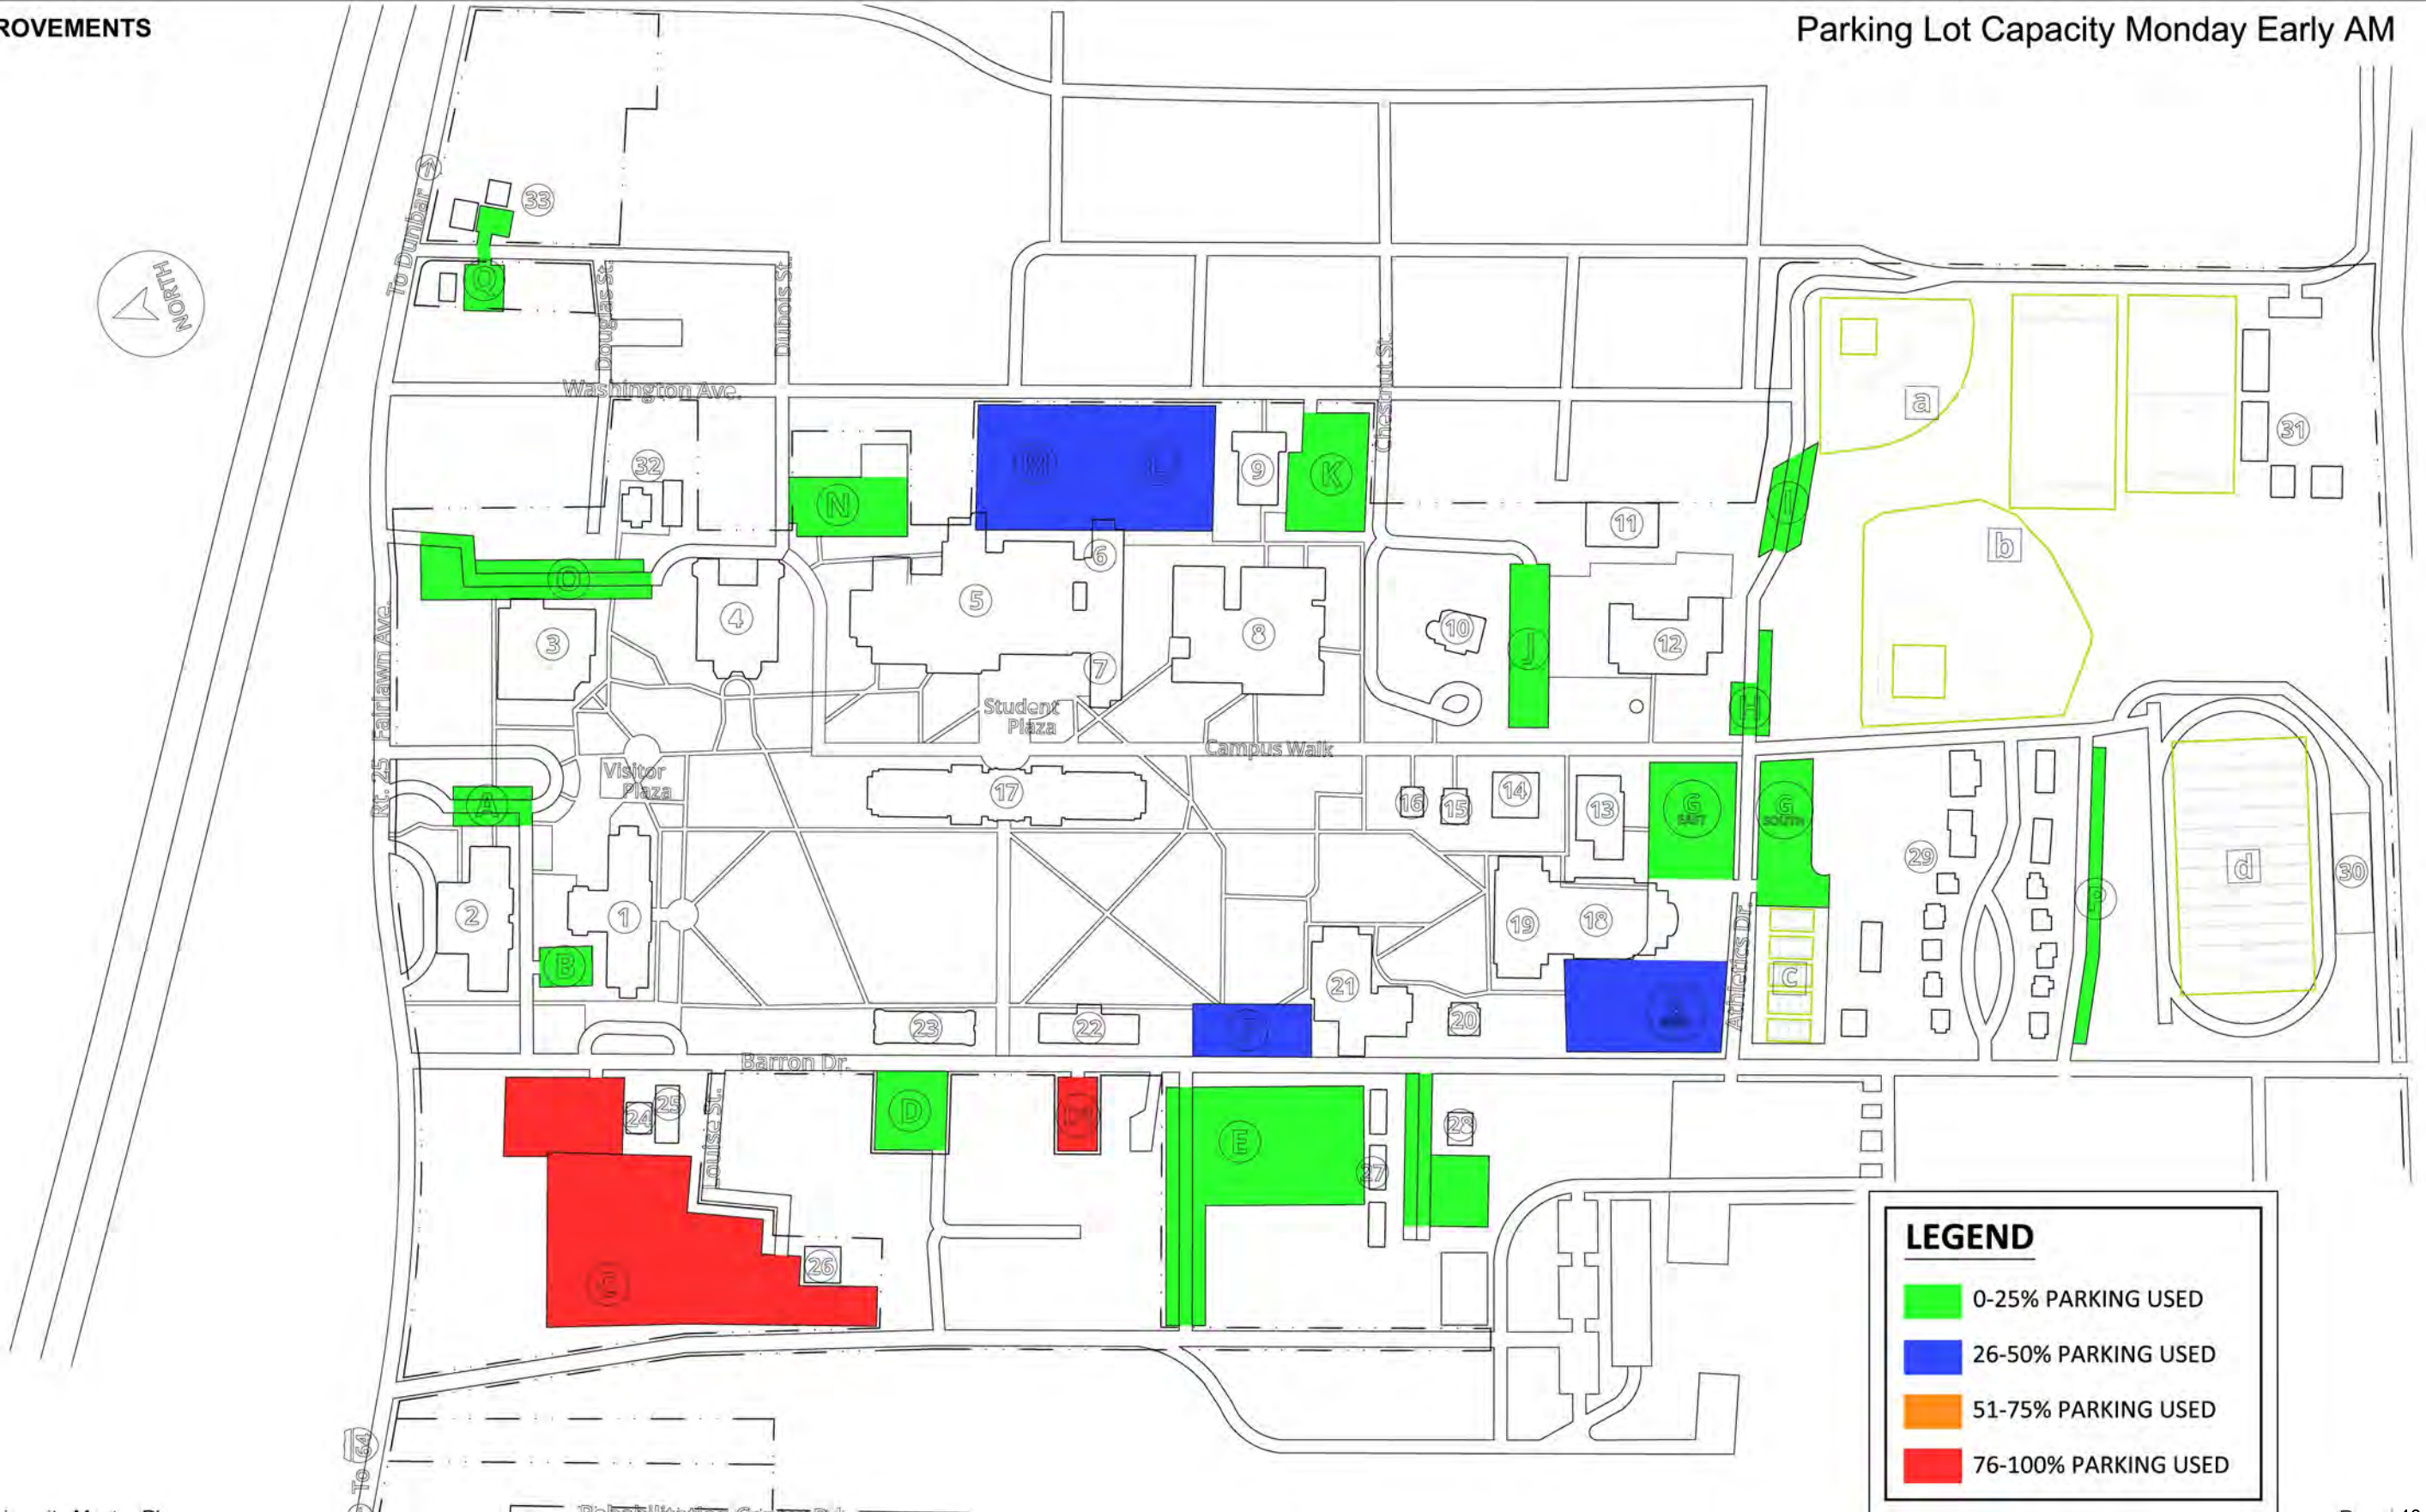 ROVEMENTS
Parking Lot Capacity Monday Early AM
NORTH
To Dunbar
33
Q
Douglas St.
Dubois St.
Washington Ave.
Chestnut St.
a
31
32
N
M
L
9
K
I
11
b
O
6
5
4
3
8
10
J
12
7
H
Fairlawn Ave.
Rt. 25
Student
Plaza
Campus Walk
Visitor
Plaza
A
17
16
15
14
13
G
EAST
G
SOUTH
29
d
30
P
2
1
B
19
18
Athletics Dr.
c
21
20
23
22
F
Barron Dr.
24
25
Louise St.
D
E
28
27
26
C
LEGEND
0-25% PARKING USED
26-50% PARKING USED
51-75% PARKING USED
76-100% PARKING USED
To 64